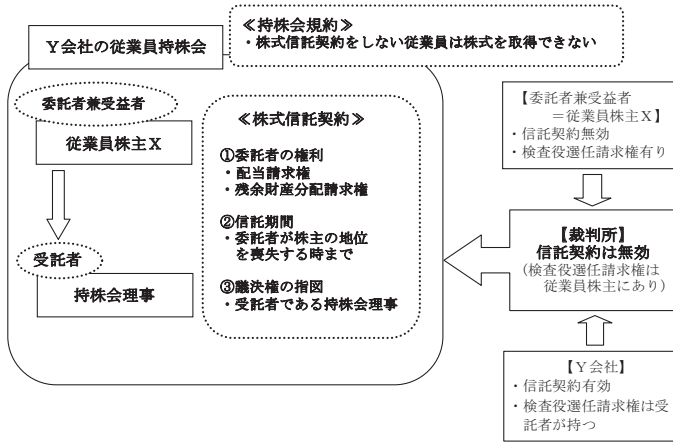 Y会社の従業員持株会
≪持株会規約≫
・株式信託契約をしない従業員は株式を取得できない
委託者兼受益者
従業員株主X
受託者
持株会理事
≪株式信託契約≫
①委託者の権利
・配当請求権
・残余財産分配請求権
②信託期間
・委託者が株主の地位
を喪失する時まで
③議決権の指図
・受託者である持株会理事
【委託者兼受益者
＝従業員株主X】
・信託契約無効
・検査役選任請求権有り
【裁判所】
信託契約は無効
(検査役選任請求権は
従業員株主にあり)
【Y会社】
・信託契約有効
・検査役選任請求権は受
託者が持つ